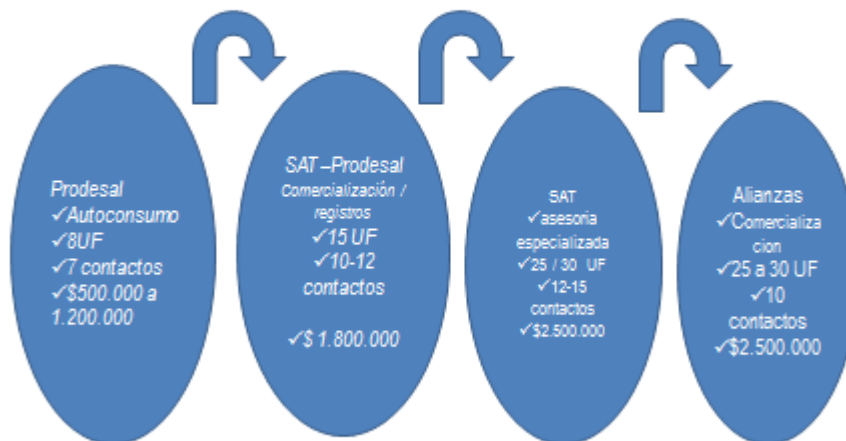 Prodesal
✓Autoconsumo
✓8UF
✓7 contactos
✓$500.000 a
1.200.000
SAT –Prodesal
Comercialización /
registros
✓15 UF
✓10-12
contactos
✓$ 1.800.000
SAT
✓asesoria
especializada
✓25 / 30 UF
✓12-15
contactos
✓$2.500.000
Alianzas
✓Comercializa
cion
✓25 a 30 UF
✓10
contactos
✓$2.500.000